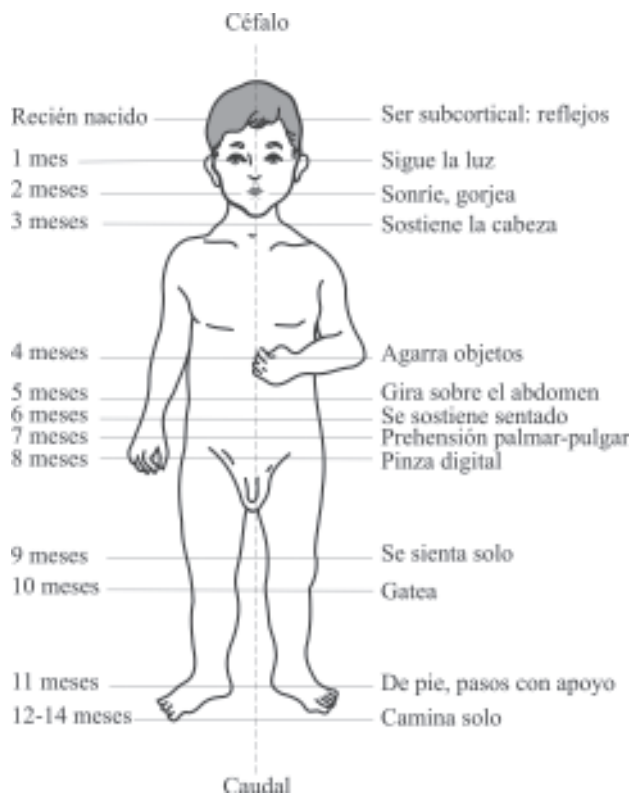 Céfalo
Recién nacido Ser subcortical: reflejos
1 mes Sigue la luz
2 meses Sonríe, gorjea
3 meses Sostiene la cabeza
4 meses Agarra objetos
5 meses Gira sobre el abdomen
6 meses Se sostiene sentado
7 meses Prehensión palmar-pulgar
8 meses Pinza digital
9 meses Se sienta solo
10 meses Gatea
11 meses De pie, pasos con apoyo
12-14 meses Camina solo
Caudal